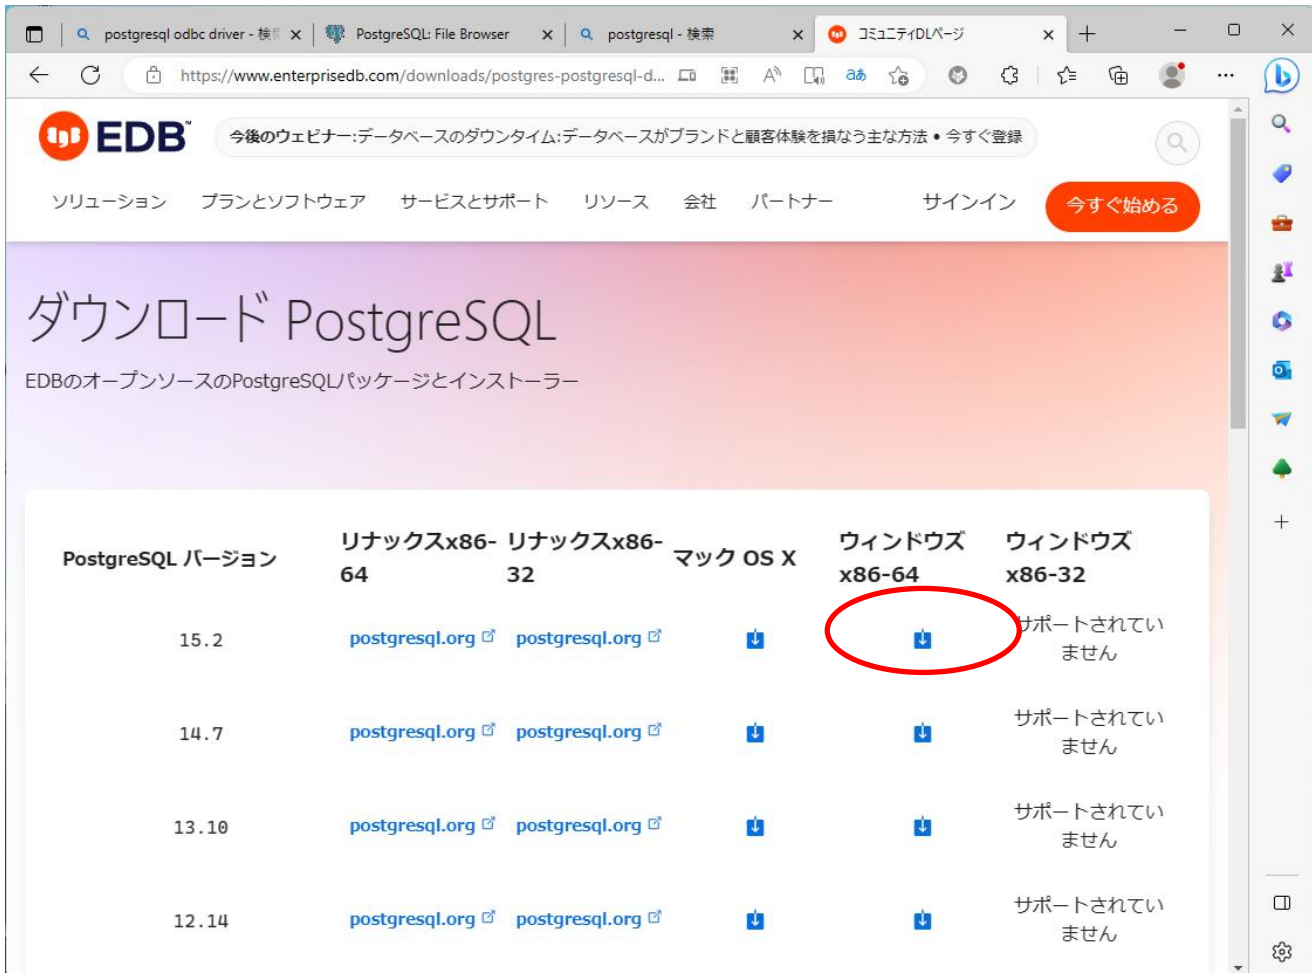 postgresql odbc driver - 検索
PostgreSQL: File Browser
postgresql - 検索
コミュニティDLページ
https://www.enterprisedb.com/downloads/postgres-postgresql-d...
A
aあ
EDB™
今後のウェビナー:データベースのダウンタイム:データベースがブランドと顧客体験を損なう主な方法 • 今すぐ登録
ソリューション プランとソフトウェア サービスとサポート リソース 会社 パートナー サインイン 今すぐ始める
ダウンロード PostgreSQL
EDBのオープンソースのPostgreSQLパッケージとインストーラー
PostgreSQL バージョン
リナックスx86-
64
リナックスx86-
32
マック OS X
ウィンドウズ
x86-64
ウィンドウズ
x86-32
15.2 postgresql.org postgresql.org
サポートされてい
ません
14.7 postgresql.org postgresql.org
サポートされてい
ません
13.10 postgresql.org postgresql.org
サポートされてい
ません
12.14 postgresql.org postgresql.org
サポートされてい
ません